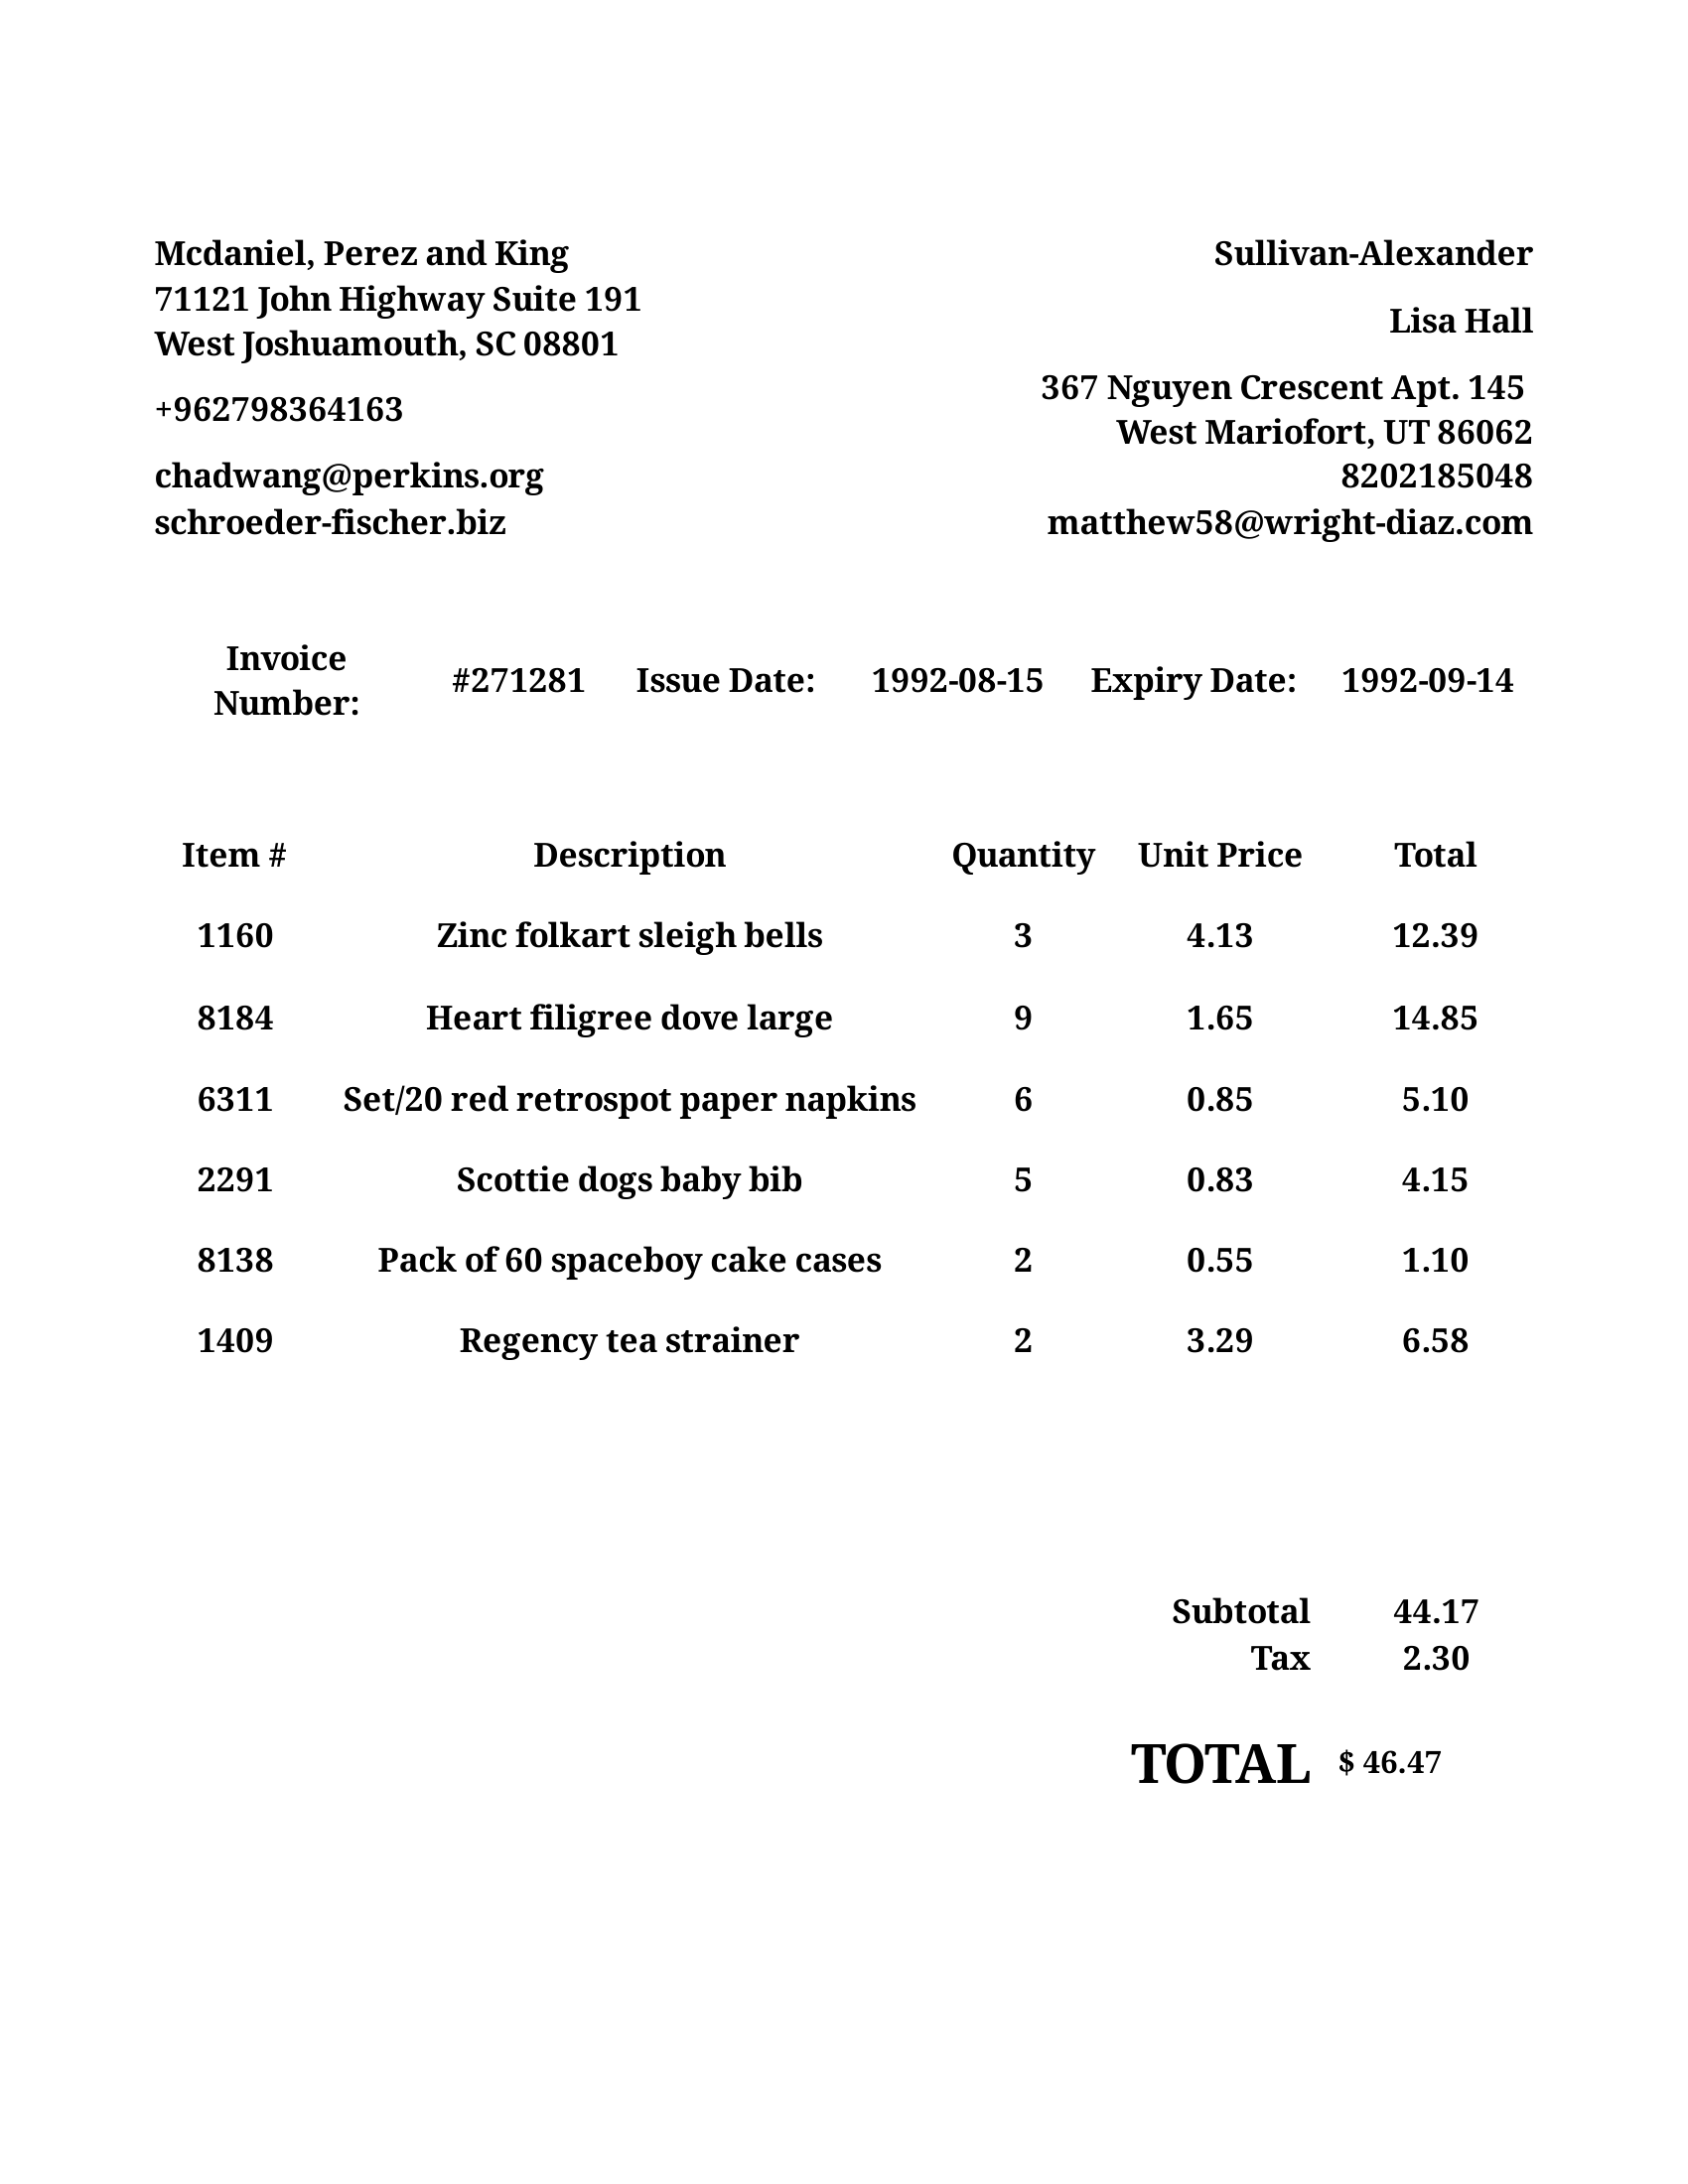 Mcdaniel, Perez and King
71121 John Highway Suite 191
West Joshuamouth, SC 08801
+962798364163
chadwang@perkins.org
schroeder-fischer.biz
Sullivan-Alexander
Lisa Hall
367 Nguyen Crescent Apt. 145
West Mariofort, UT 86062
8202185048
matthew58@wright-diaz.com
Invoice
Number:
#271281 Issue Date: 1992-08-15 Expiry Date: 1992-09-14
Item # Description Quantity Unit Price Total
1160 Zinc folkart sleigh bells 3 4.13 12.39
8184 Heart filigree dove large 9 1.65 14.85
6311 Set/20 red retrospot paper napkins 6 0.85 5.10
2291 Scottie dogs baby bib 5 0.83 4.15
8138 Pack of 60 spaceboy cake cases 2 0.55 1.10
1409 Regency tea strainer 2 3.29 6.58
Subtotal 44.17
Tax 2.30
TOTAL $ 46.47